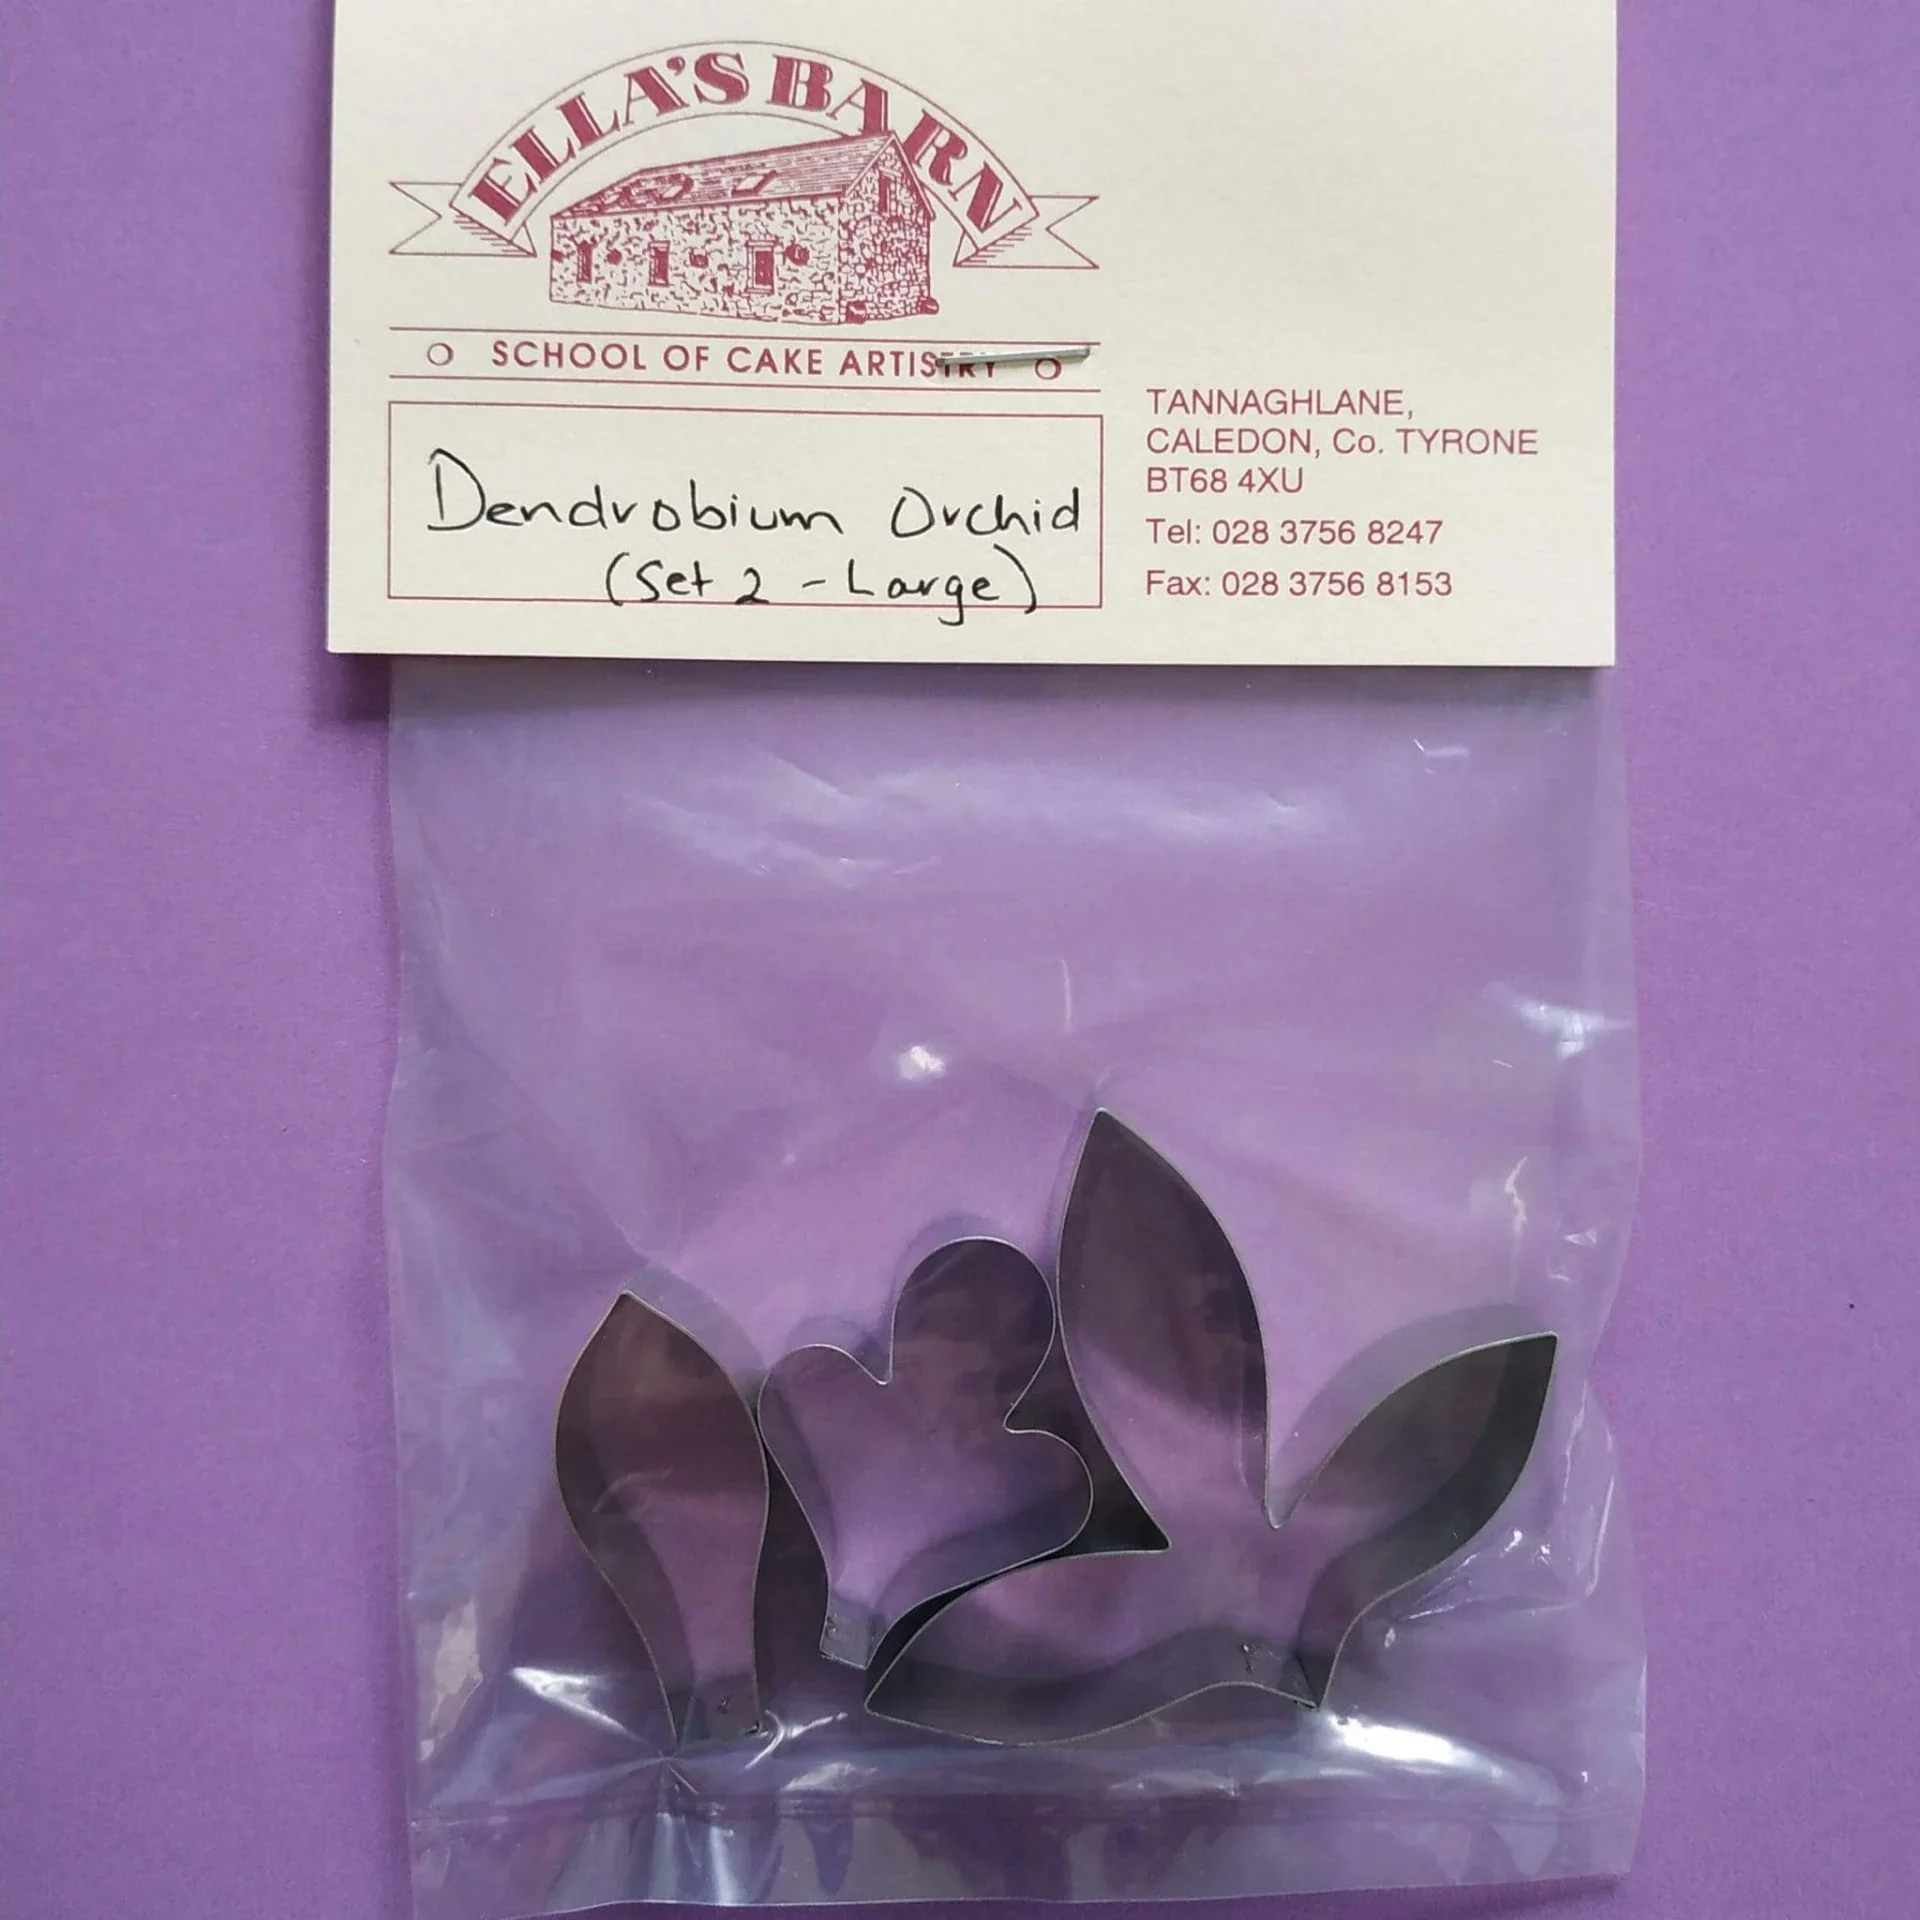 ELLA'S BARN
SCHOOL OF CAKE ARTISTRY
Dendrobium Orchid
(Set 2 - Large)
TANNAGHLANE,
CALEDON, Co. TYRONE
BT68 4XU
Tel: 028 3756 8247
Fax: 028 3756 8153